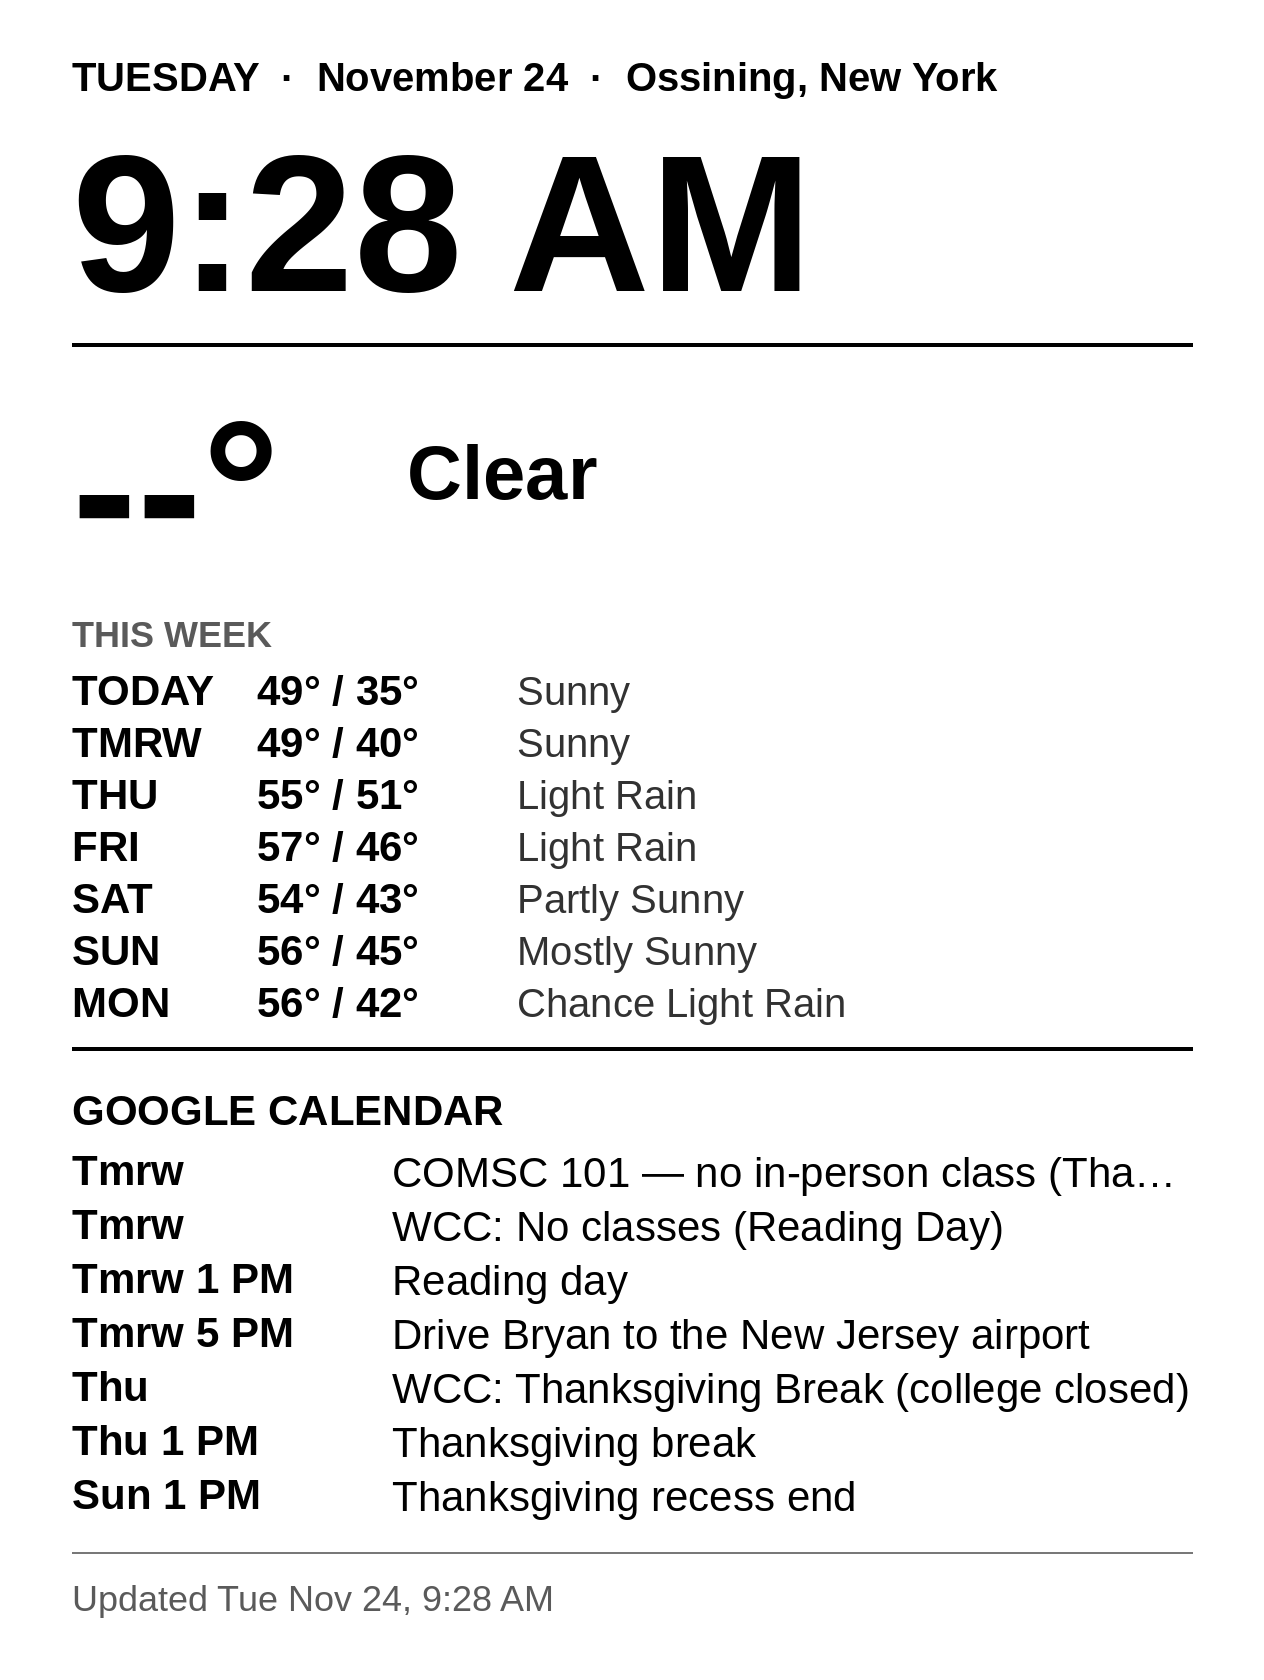 TUESDAY · November 24 · Ossining, New York
9:28 AM
--° Clear
THIS WEEK
TODAY 49° / 35° Sunny
TMRW 49° / 40° Sunny
THU 55° / 51° Light Rain
FRI 57° / 46° Light Rain
SAT 54° / 43° Partly Sunny
SUN 56° / 45° Mostly Sunny
MON 56° / 42° Chance Light Rain
GOOGLE CALENDAR
Tmrw COMSC 101 — no in-person class (Tha…
Tmrw WCC: No classes (Reading Day)
Tmrw 1 PM Reading day
Tmrw 5 PM Drive Bryan to the New Jersey airport
Thu WCC: Thanksgiving Break (college closed)
Thu 1 PM Thanksgiving break
Sun 1 PM Thanksgiving recess end
Updated Tue Nov 24, 9:28 AM